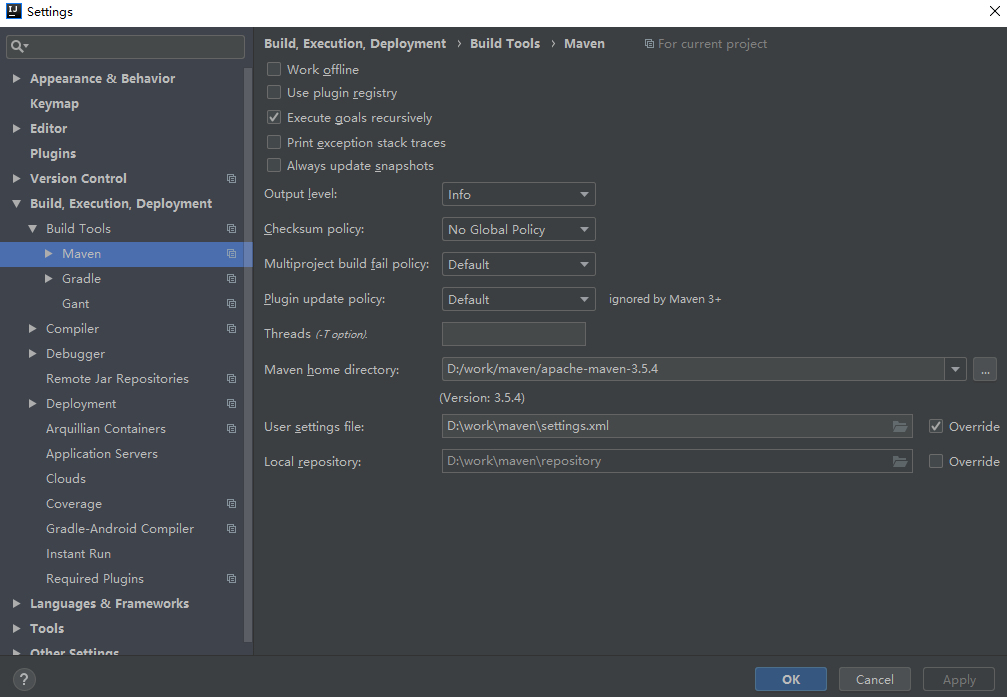 Settings
Appearance & Behavior
Keymap
Editor
Plugins
Version Control
Build, Execution, Deployment
Build Tools
Maven
Gradle
Gant
Compiler
Debugger
Remote Jar Repositories
Deployment
Arquillian Containers
Application Servers
Clouds
Coverage
Gradle-Android Compiler
Instant Run
Required Plugins
Languages & Frameworks
Tools
Other Settings
Build, Execution, Deployment › Build Tools › Maven For current project
Work offline
Use plugin registry
Execute goals recursively
Print exception stack traces
Always update snapshots
Output level: Info
Checksum policy: No Global Policy
Multiproject build fail policy: Default
Plugin update policy: Default ignored by Maven 3+
Threads (-T option).
Maven home directory: D:/work/maven/apache-maven-3.5.4 ...
(Version: 3.5.4)
User settings file: D:\work\maven\settings.xml Override
Local repository: D:\work\maven\repository Override
? OK Cancel Apply